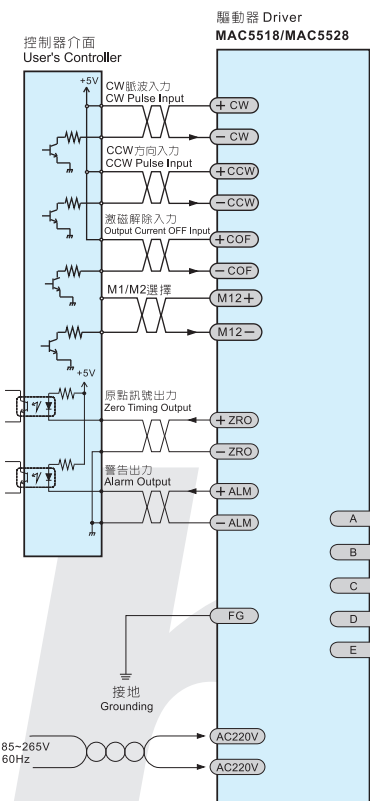 驅動器 Driver
MAC5518/MAC5528
控制器介面
User's Controller
+5V
CW脈波入力
CW Pulse Input
+ CW
− CW
CCW方向入力
CCW Pulse Input
+CCW
−CCW
激磁解除入力
Output Current OFF Input
+COF
−COF
M1/M2選擇
M12+
M12−
+5V
原點訊號出力
Zero Timing Output
+ ZRO
− ZRO
警告出力
Alarm Output
+ ALM
− ALM
A
B
C
D
E
FG
接地
Grounding
85~265V
60Hz
AC220V
AC220V